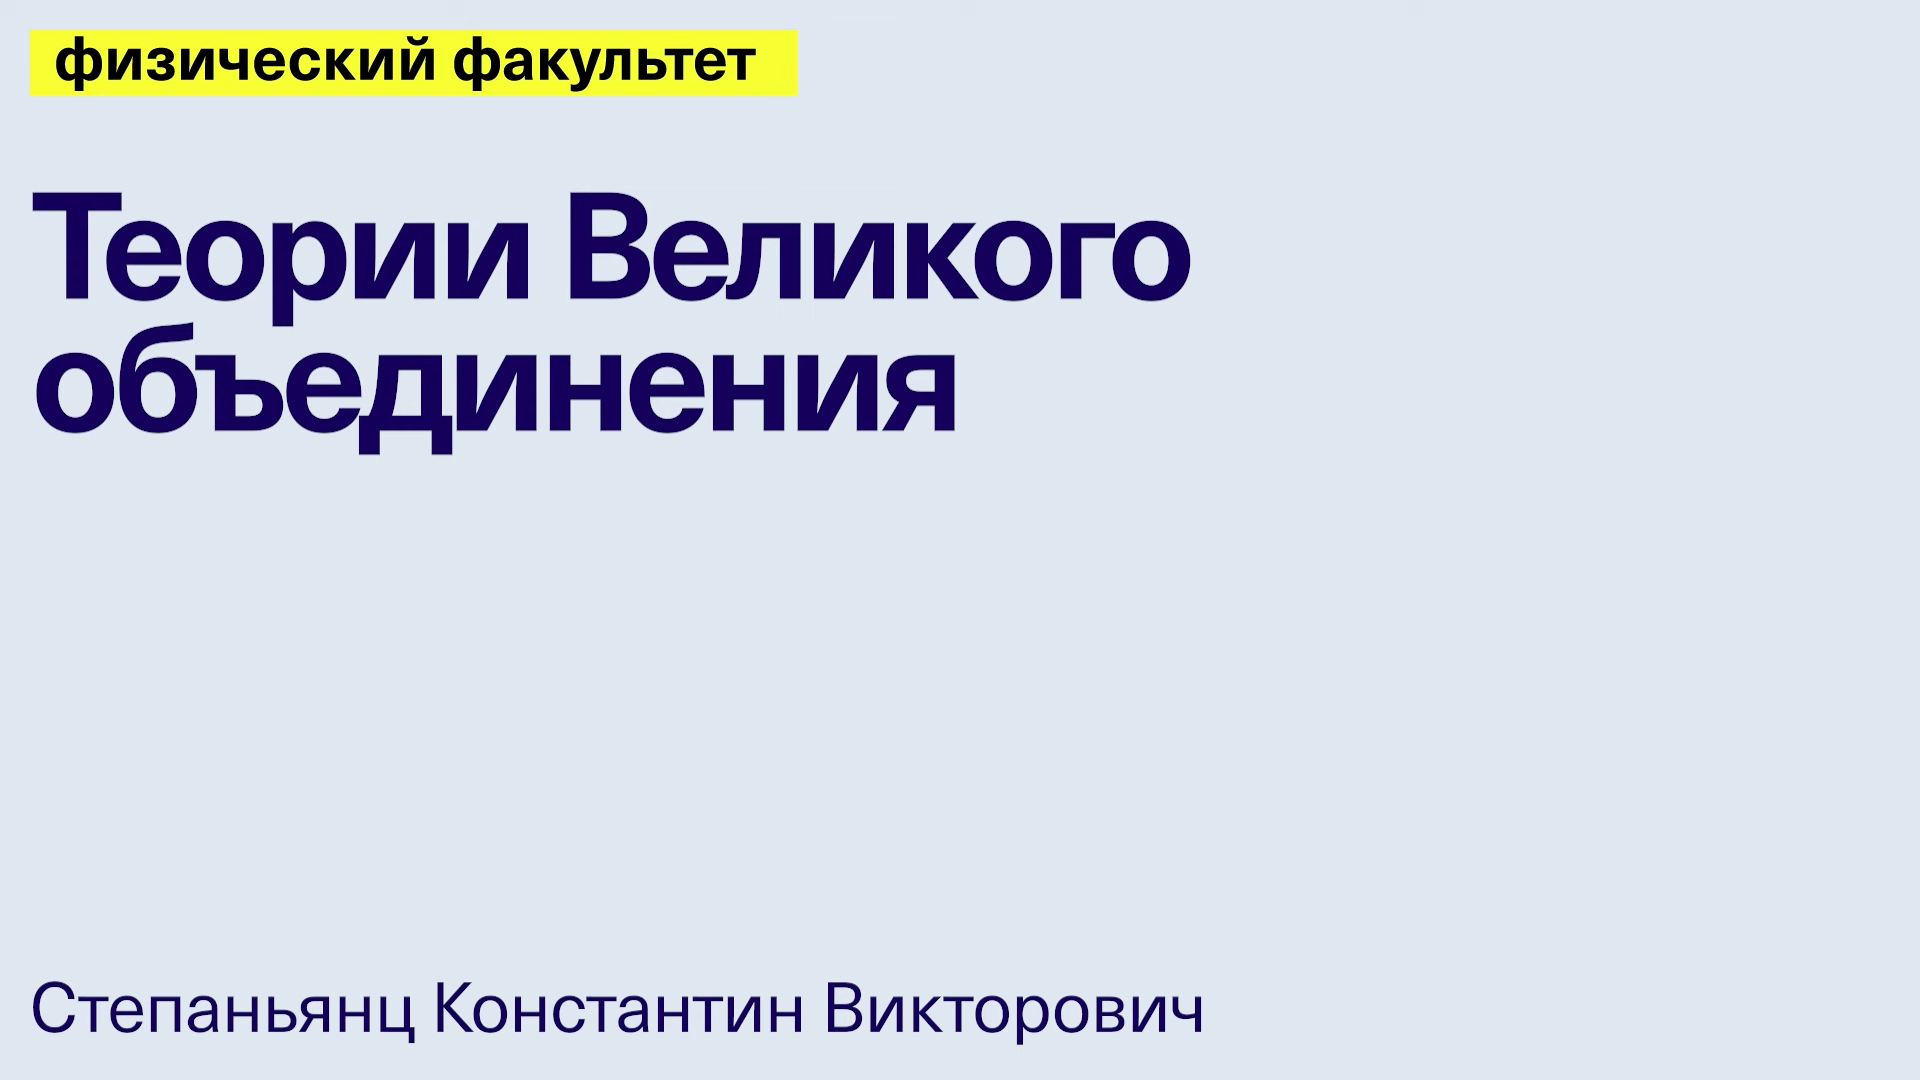 физический факультет
Теории Великого
объединения
Степаньянц Константин Викторович